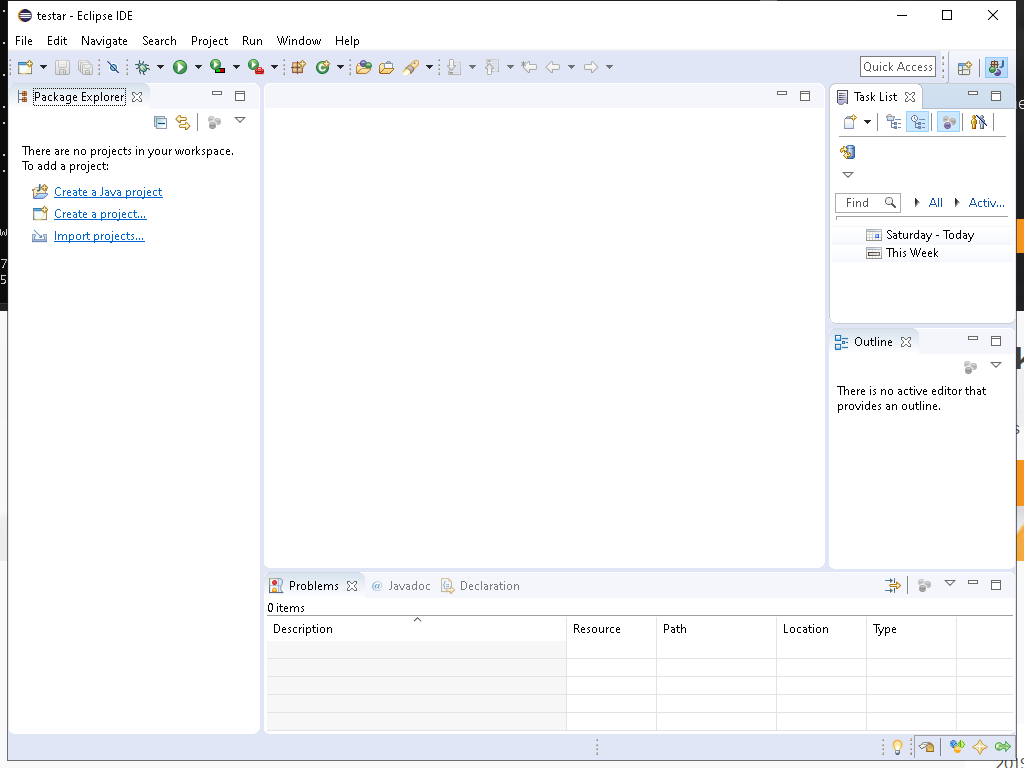 testar - Eclipse IDE
File Edit Navigate Search Project Run Window Help
Quick Access
Package Explorer
There are no projects in your workspace.
To add a project:
Create a Java project
Create a project...
Import projects...
Task List
Find All Activ...
Saturday - Today
This Week
Outline
There is no active editor that
provides an outline.
Problems @ Javadoc Declaration
0 items
Description Resource Path Location Type